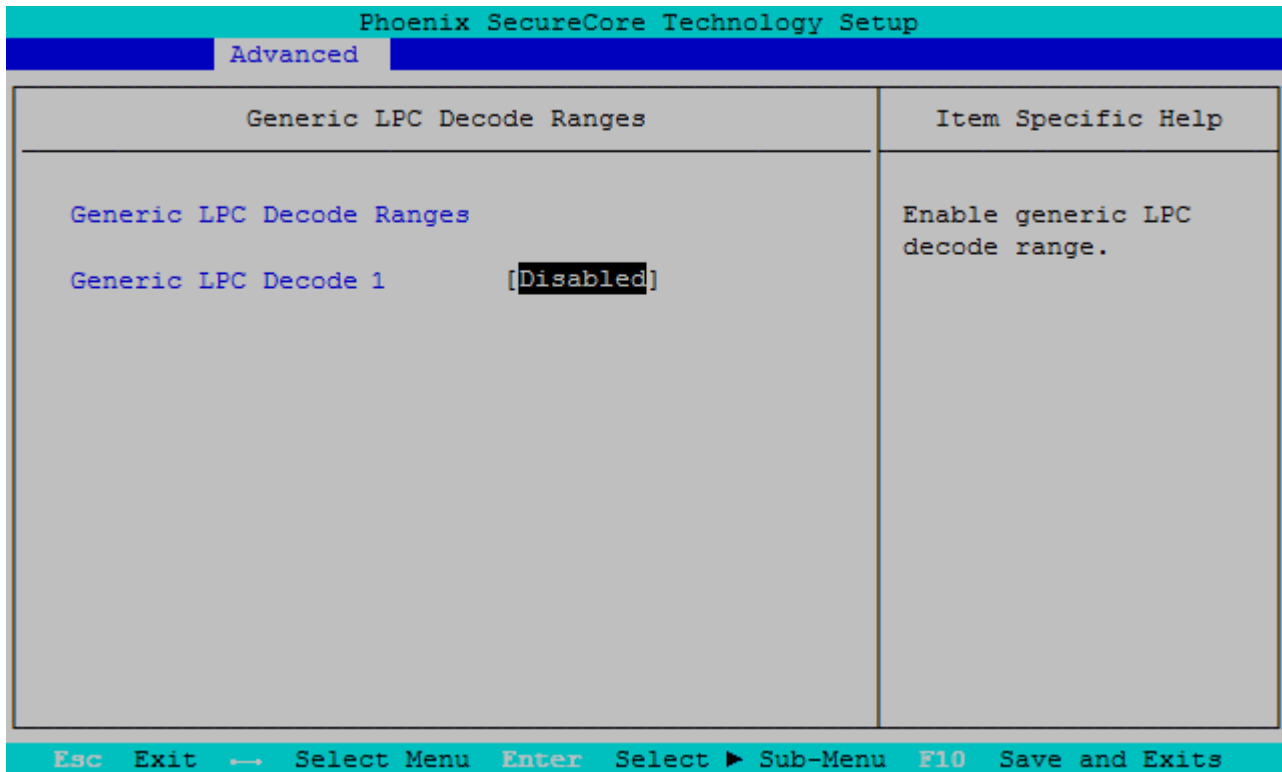 Phoenix SecureCore Technology Setup
Advanced
Generic LPC Decode Ranges
Item Specific Help
Generic LPC Decode Ranges
Generic LPC Decode 1 [Disabled]
Enable generic LPC
decode range.
Esc Exit ←→ Select Menu Enter Select ▶ Sub-Menu F10 Save and Exits